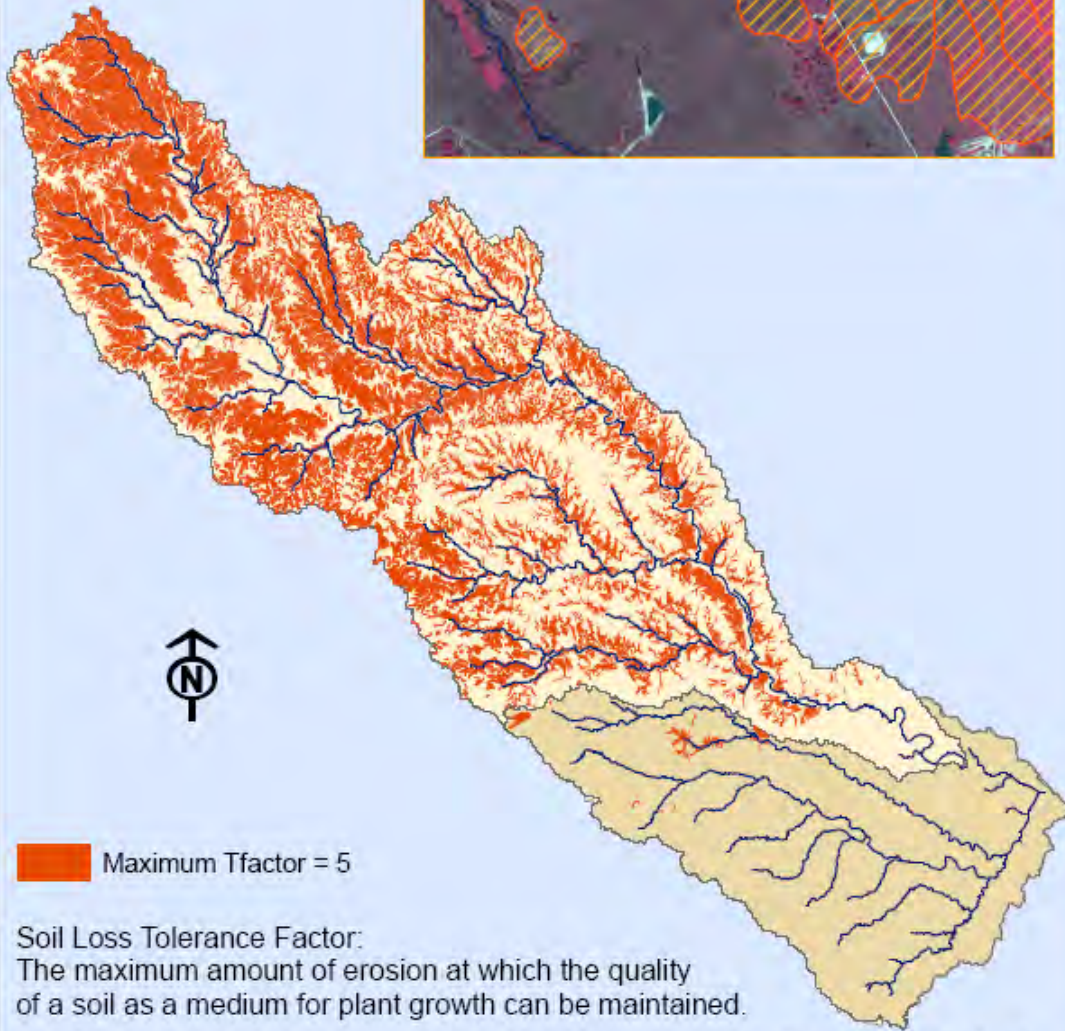 N
Maximum Tfactor = 5
Soil Loss Tolerance Factor:
The maximum amount of erosion at which the quality
of a soil as a medium for plant growth can be maintained.